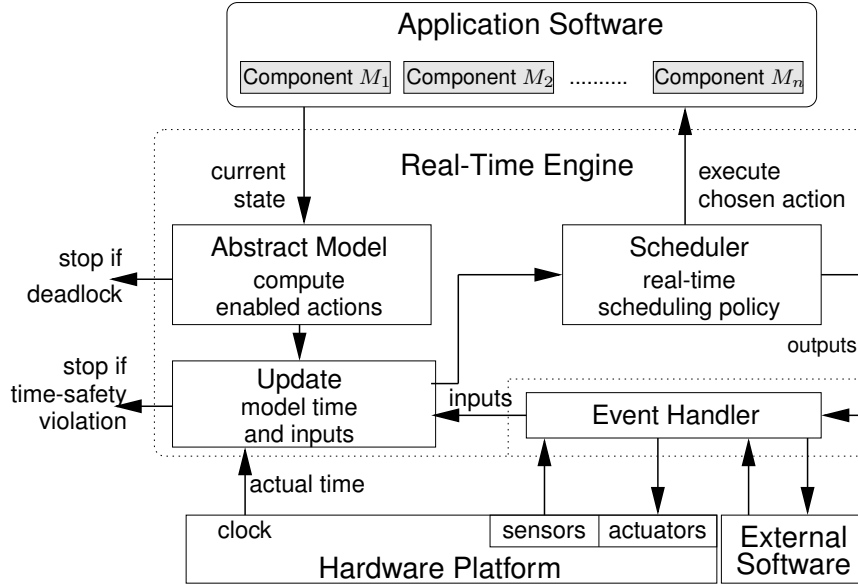 Application Software
Component M₁
Component M₂
..........
Component Mₙ
Real-Time Engine
current
state
execute
chosen action
Abstract Model
compute
enabled actions
Scheduler
real-time
scheduling policy
stop if
deadlock
outputs
stop if
time-safety
violation
Update
model time
and inputs
inputs
Event Handler
actual time
clock
sensors
actuators
Hardware Platform
External
Software